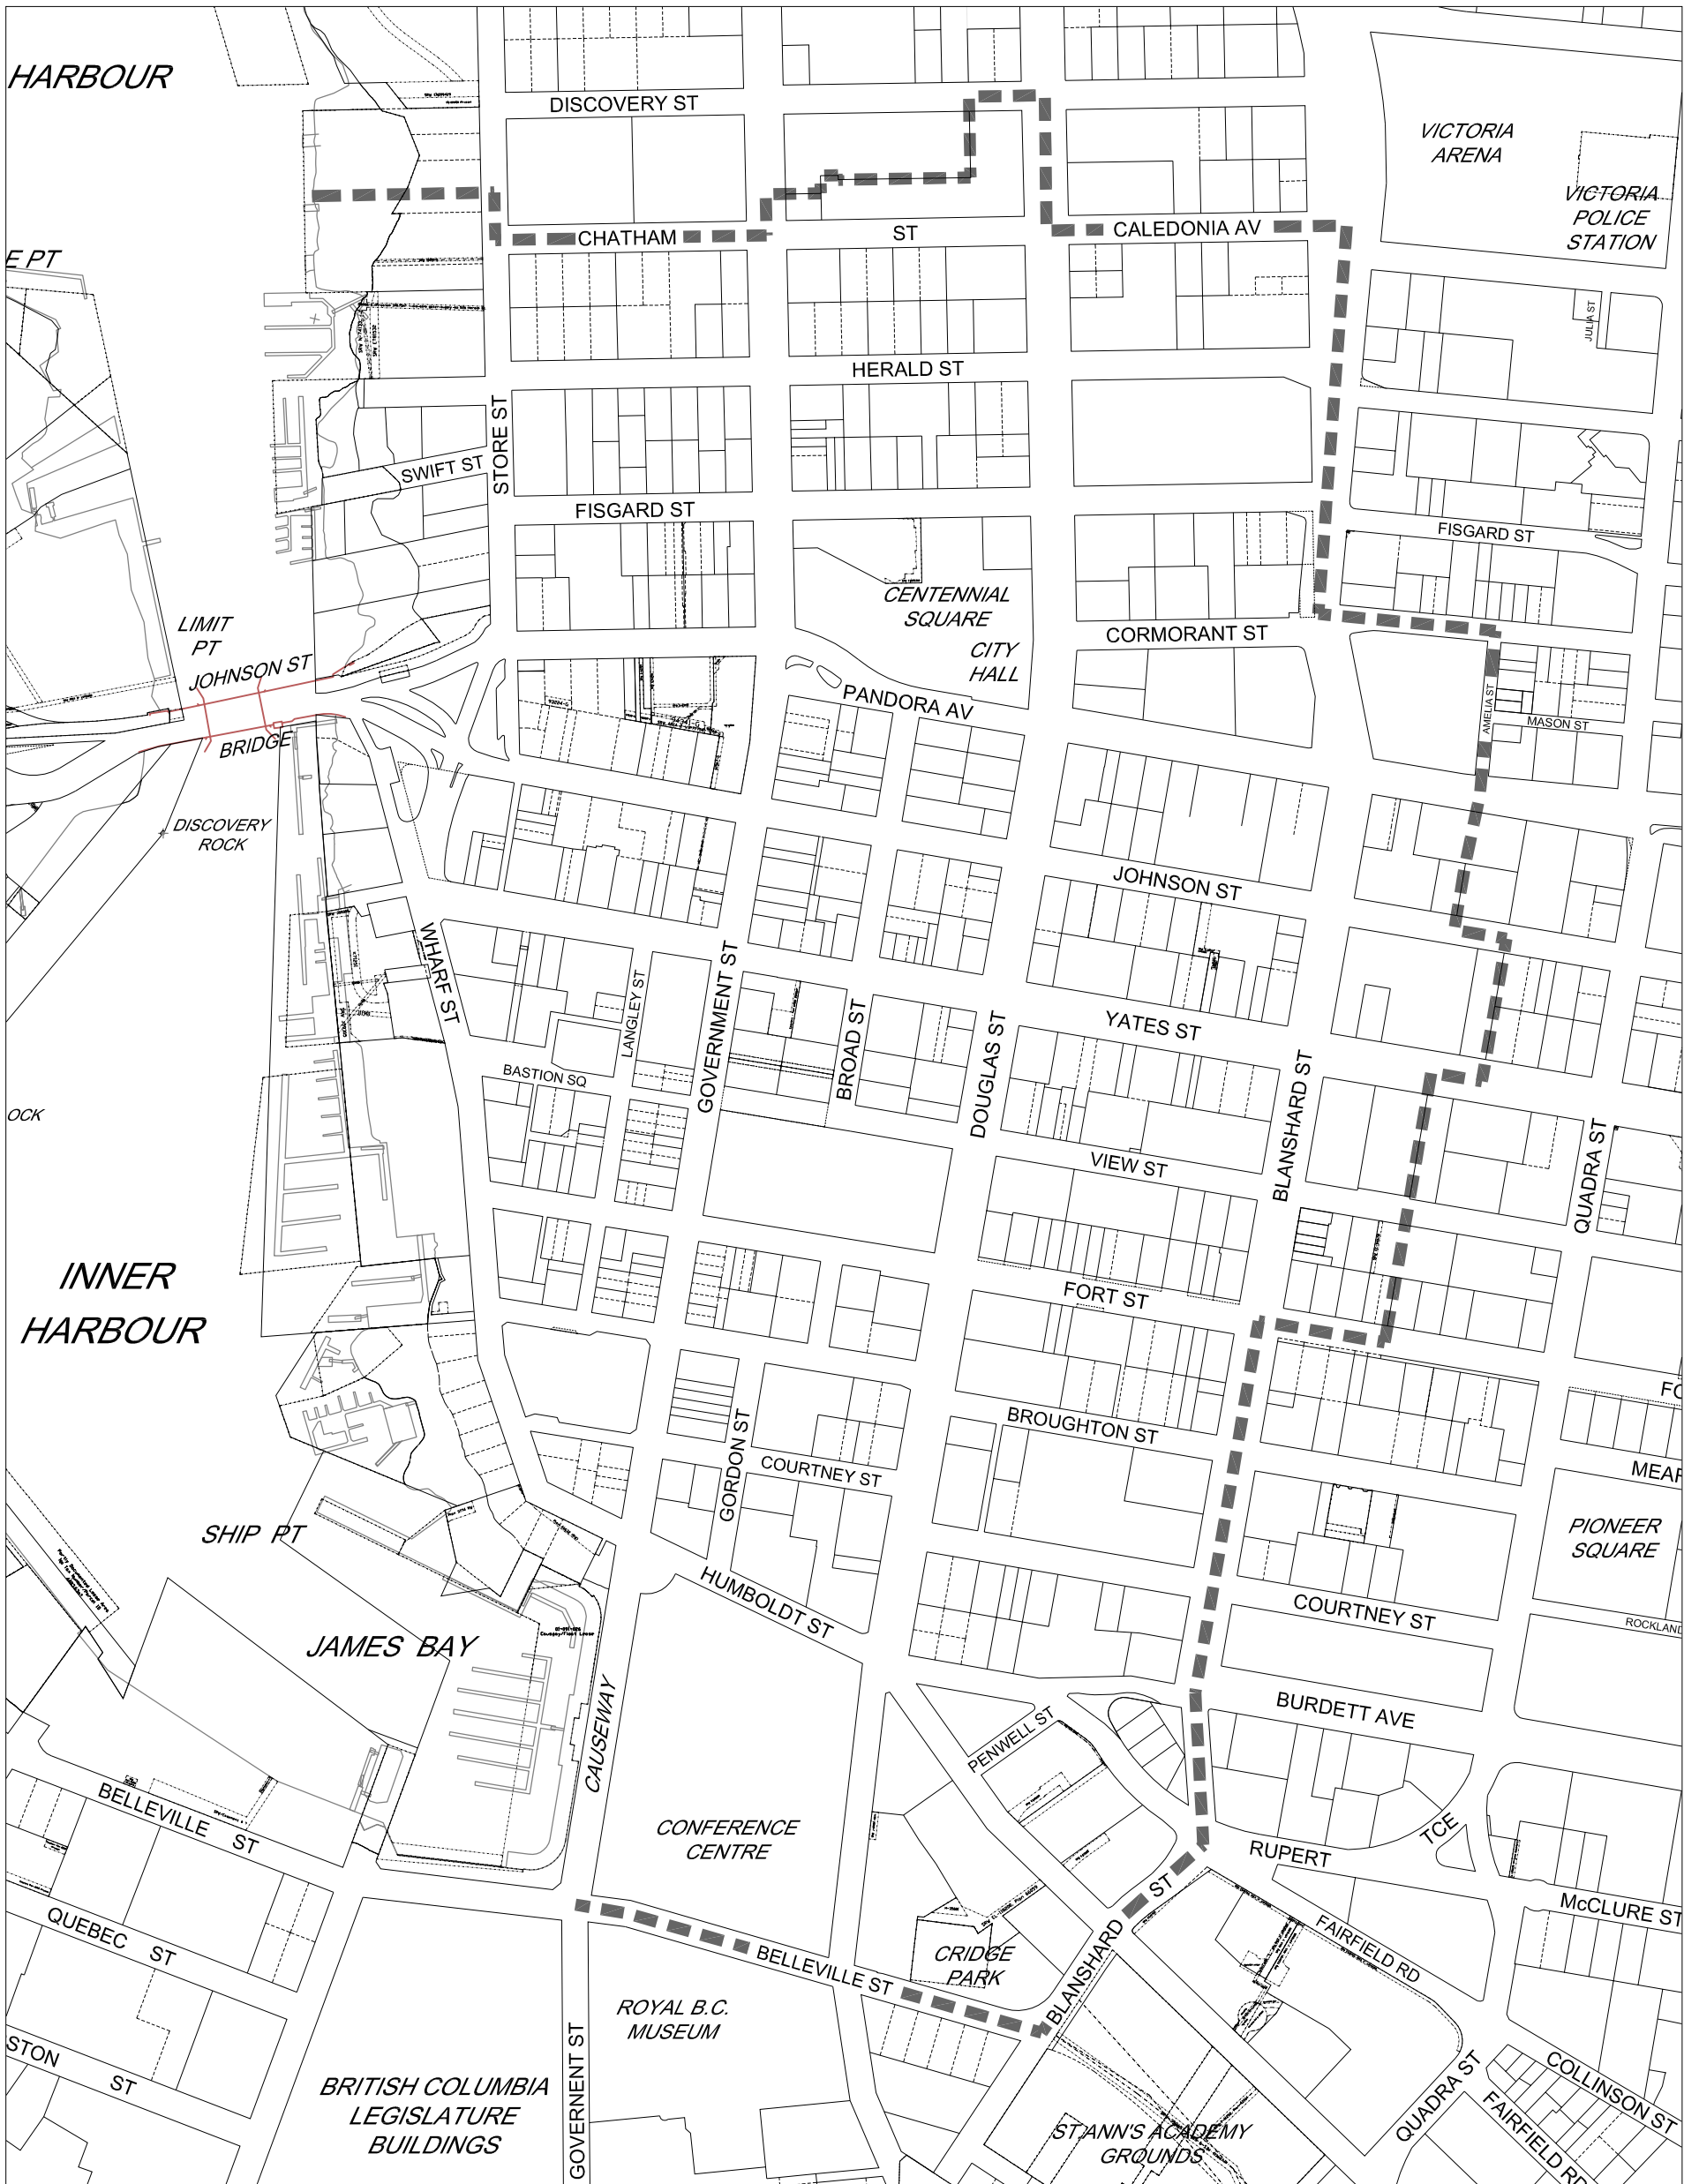 HARBOUR
DISCOVERY ST
VICTORIA
ARENA
VICTORIA
POLICE
STATION
E PT
CHATHAM
ST
CALEDONIA AV
JULIA ST
HERALD ST
STORE ST
SWIFT ST
FISGARD ST
FISGARD ST
CENTENNIAL
SQUARE
CITY
HALL
CORMORANT ST
LIMIT
PT
JOHNSON ST
BRIDGE
PANDORA AV
AMELIA ST
MASON ST
DISCOVERY
ROCK
JOHNSON ST
WHARF ST
LANGLEY ST
GOVERNMENT ST
BROAD ST
DOUGLAS ST
YATES ST
BLANSHARD ST
BASTION SQ
OCK
VIEW ST
QUADRA ST
INNER
HARBOUR
FORT ST
FO
BROUGHTON ST
GORDON ST
COURTNEY ST
MEAR
PIONEER
SQUARE
SHIP PT
HUMBOLDT ST
COURTNEY ST
ROCKLAND
JAMES BAY
CAUSEWAY
BURDETT AVE
PENWELL ST
BELLEVILLE ST
CONFERENCE
CENTRE
RUPERT
TCE
McCLURE ST
QUEBEC ST
BLANSHARD ST
FAIRFIELD RD
CRIDGE
PARK
BELLEVILLE ST
ROYAL B.C.
MUSEUM
STON
ST
GOVERNENT ST
BRITISH COLUMBIA
LEGISLATURE
BUILDINGS
QUADRA ST
COLLINSON ST
FAIRFIELD RD
ST.ANN'S ACADEMY
GROUNDS